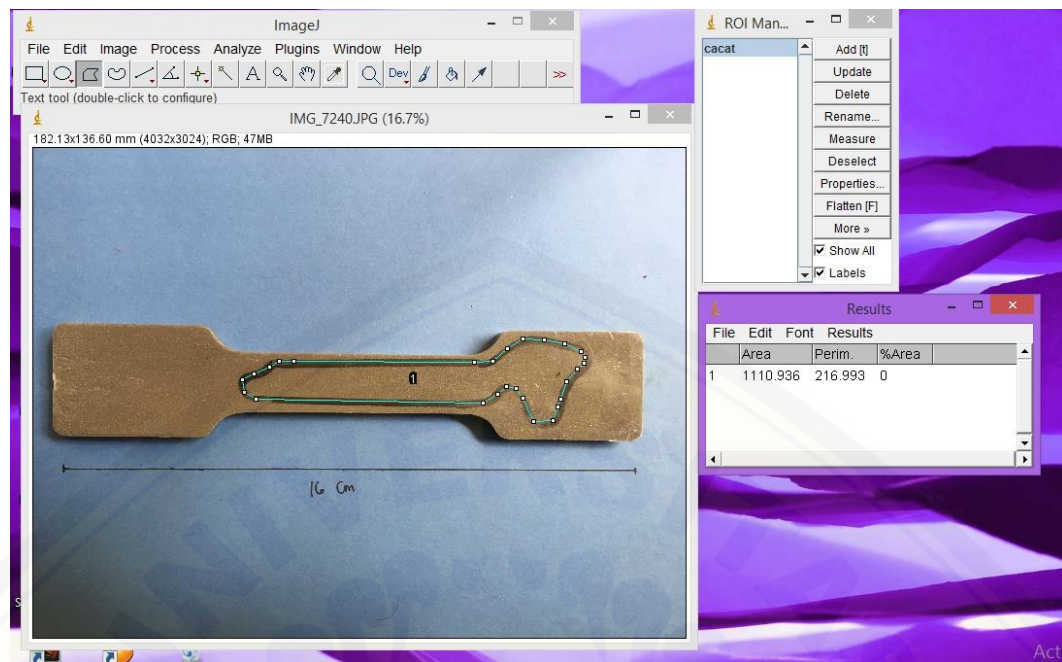 ImageJ
File Edit Image Process Analyze Plugins Window Help
Dev
>>
Text tool (double-click to configure)
IMG_7240.JPG (16.7%)
182.13x136.60 mm (4032x3024); RGB; 47MB
1
16 cm
ROI Man...
cacat
Add [t]
Update
Delete
Rename...
Measure
Deselect
Properties...
Flatten [F]
More »
Show All
Labels
Results
File Edit Font Results
Area Perim. %Area
1 1110.936 216.993 0